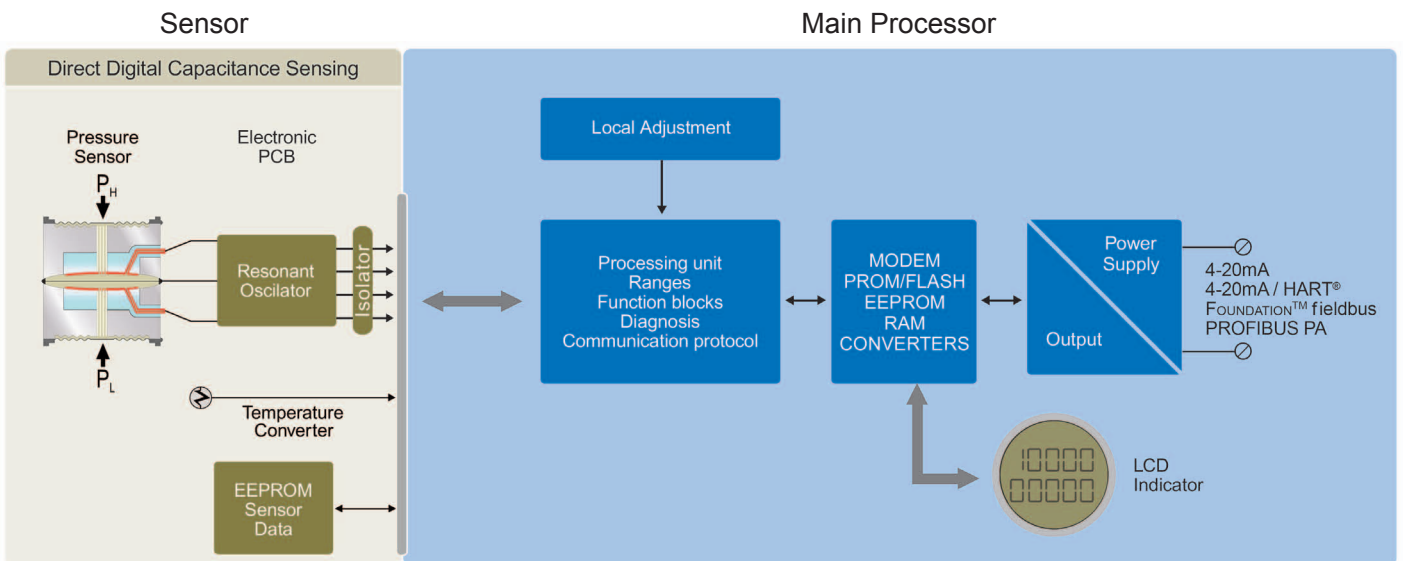 Sensor
Main Processor
Direct Digital Capacitance Sensing
Pressure
Sensor
Electronic
PCB
PH
PL
Resonant
Oscilator
Isolator
Temperature
Converter
EEPROM
Sensor
Data
Local Adjustment
Processing unit
Ranges
Function blocks
Diagnosis
Communication protocol
MODEM
PROM/FLASH
EEPROM
RAM
CONVERTERS
Power
Supply
Output
4-20mA
4-20mA / HART®
FOUNDATION™ fieldbus
PROFIBUS PA
10000
00000
LCD
Indicator